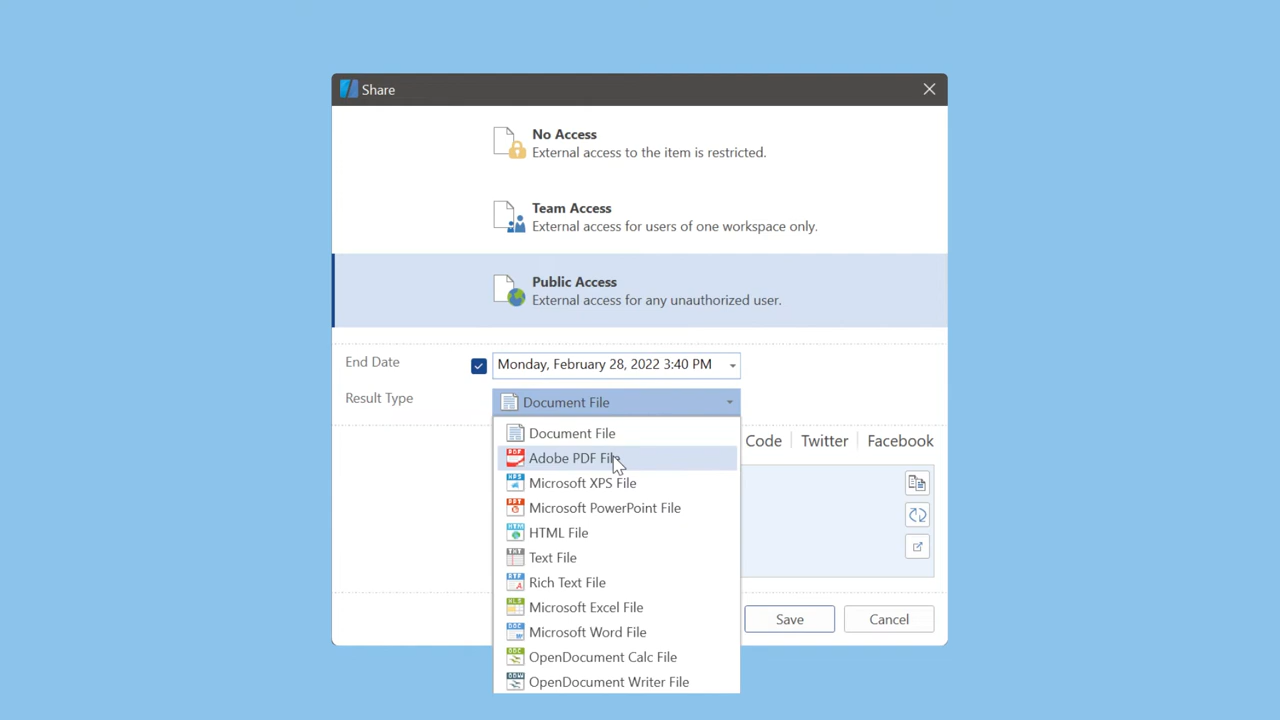 Share
No Access
External access to the item is restricted.
Team Access
External access for users of one workspace only.
Public Access
External access for any unauthorized user.
End Date
Monday, February 28, 2022 3:40 PM
Result Type
Document File
Document File
Code
Twitter
Facebook
Adobe PDF File
Microsoft XPS File
Microsoft PowerPoint File
HTML File
Text File
Rich Text File
Microsoft Excel File
Save
Cancel
Microsoft Word File
OpenDocument Calc File
OpenDocument Writer File